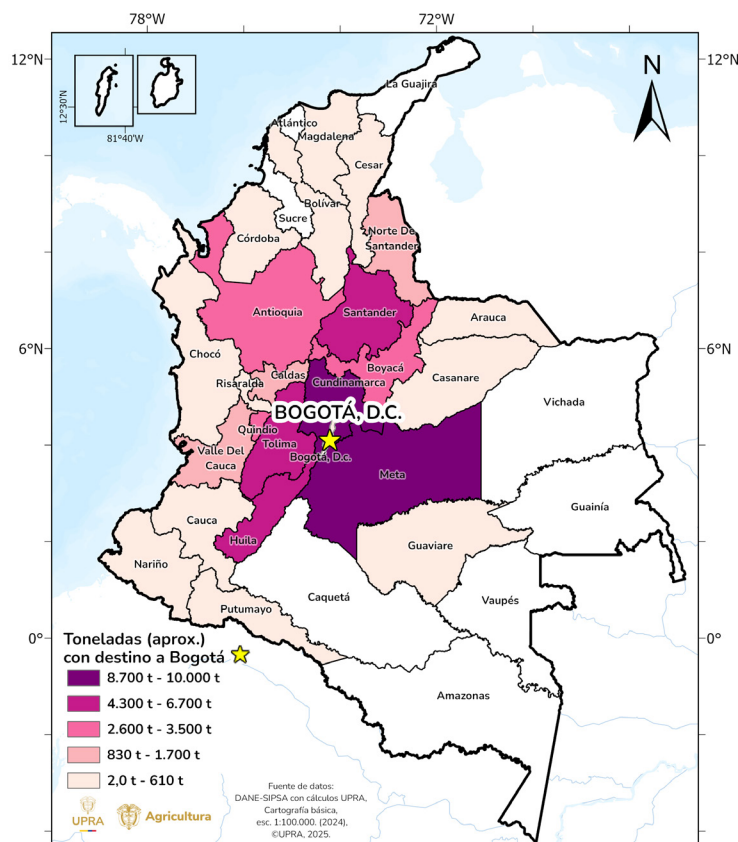 78°W
72°W
12°N
12°N
N
12°30'N
81°40'W
La Guajira
Atlántico
Magdalena
Cesar
Bolívar
Sucre
Córdoba
Norte De
Santander
Antioquia
Santander
Arauca
Chocó
Boyacá
6°N
6°N
Caldas
Risaralda
Cundinamarca
Casanare
Vichada
BOGOTÁ, D.C.
Quindio
Tolima
Valle Del
Cauca
Bogotá, D.c.
Meta
Guainía
Cauca
Huila
Guaviare
Nariño
Caquetá
Vaupés
Putumayo
0°
0°
Toneladas (aprox.)
con destino a Bogotá
8.700 t - 10.000 t
4.300 t - 6.700 t
2.600 t - 3.500 t
830 t - 1.700 t
2,0 t - 610 t
Amazonas
Fuente de datos:
DANE-SIPSA con cálculos UPRA,
Cartografía básica,
esc. 1:100.000. (2024),
©UPRA, 2025.
UPRA
Agricultura